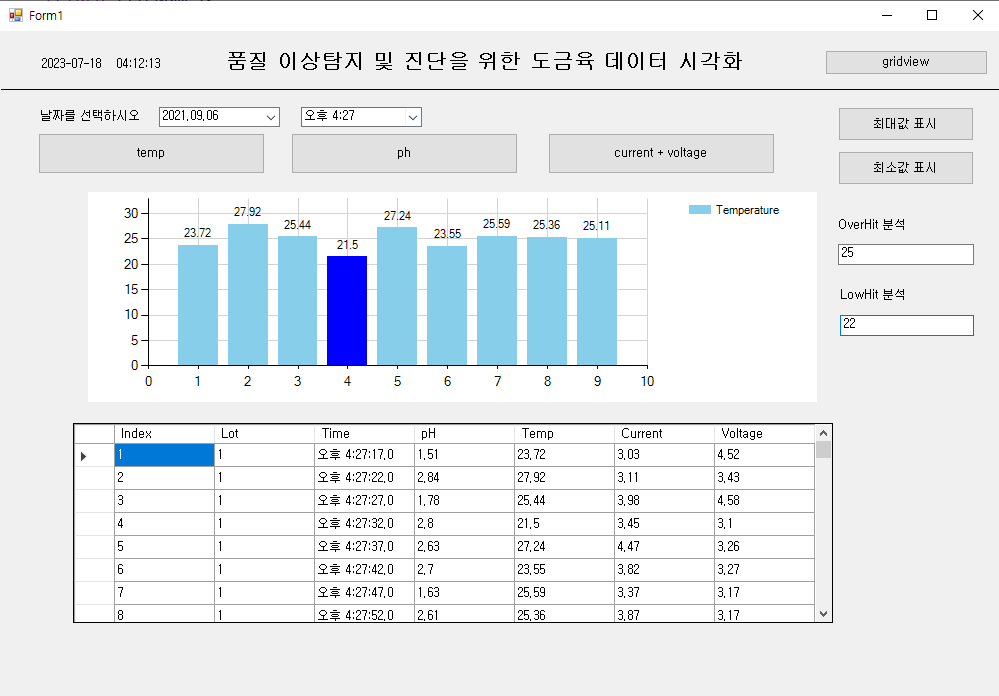 Form1
2023-07-18 04:12:13
품질 이상탐지 및 진단을 위한 도금욕 데이터 시각화
gridview
날짜를 선택하시오
2021,09,06
오후 4:27
temp
ph
current + voltage
최대값 표시
최소값 표시
OverHit 분석
25
LowHit 분석
22
Temperature
30
25
20
15
10
5
0
23.72
27.92
25.44
21.5
27.24
23.55
25.59
25.36
25.11
0 1 2 3 4 5 6 7 8 9 10
Index Lot Time pH Temp Current Voltage
1 1 오후 4:27:17,0 1,51 23,72 3,03 4,52
2 1 오후 4:27:22,0 2,84 27,92 3,11 3,43
3 1 오후 4:27:27,0 1,78 25,44 3,98 4,58
4 1 오후 4:27:32,0 2,8 21,5 3,45 3,1
5 1 오후 4:27:37,0 2,63 27,24 4,47 3,26
6 1 오후 4:27:42,0 2,7 23,55 3,82 3,27
7 1 오후 4:27:47,0 1,63 25,59 3,37 3,17
8 1 오후 4:27:52,0 2,61 25,36 3,87 3,17